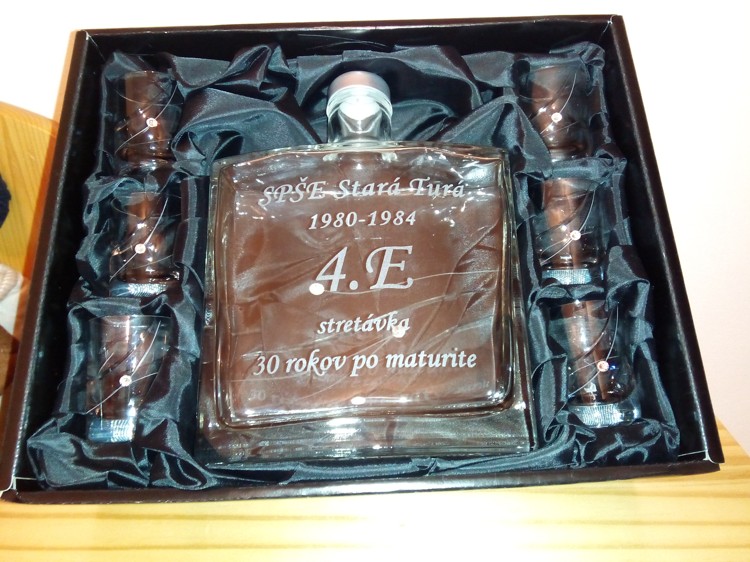 SPŠE Stará Turá
1980-1984
4.E
stretávka
30 rokov po maturite